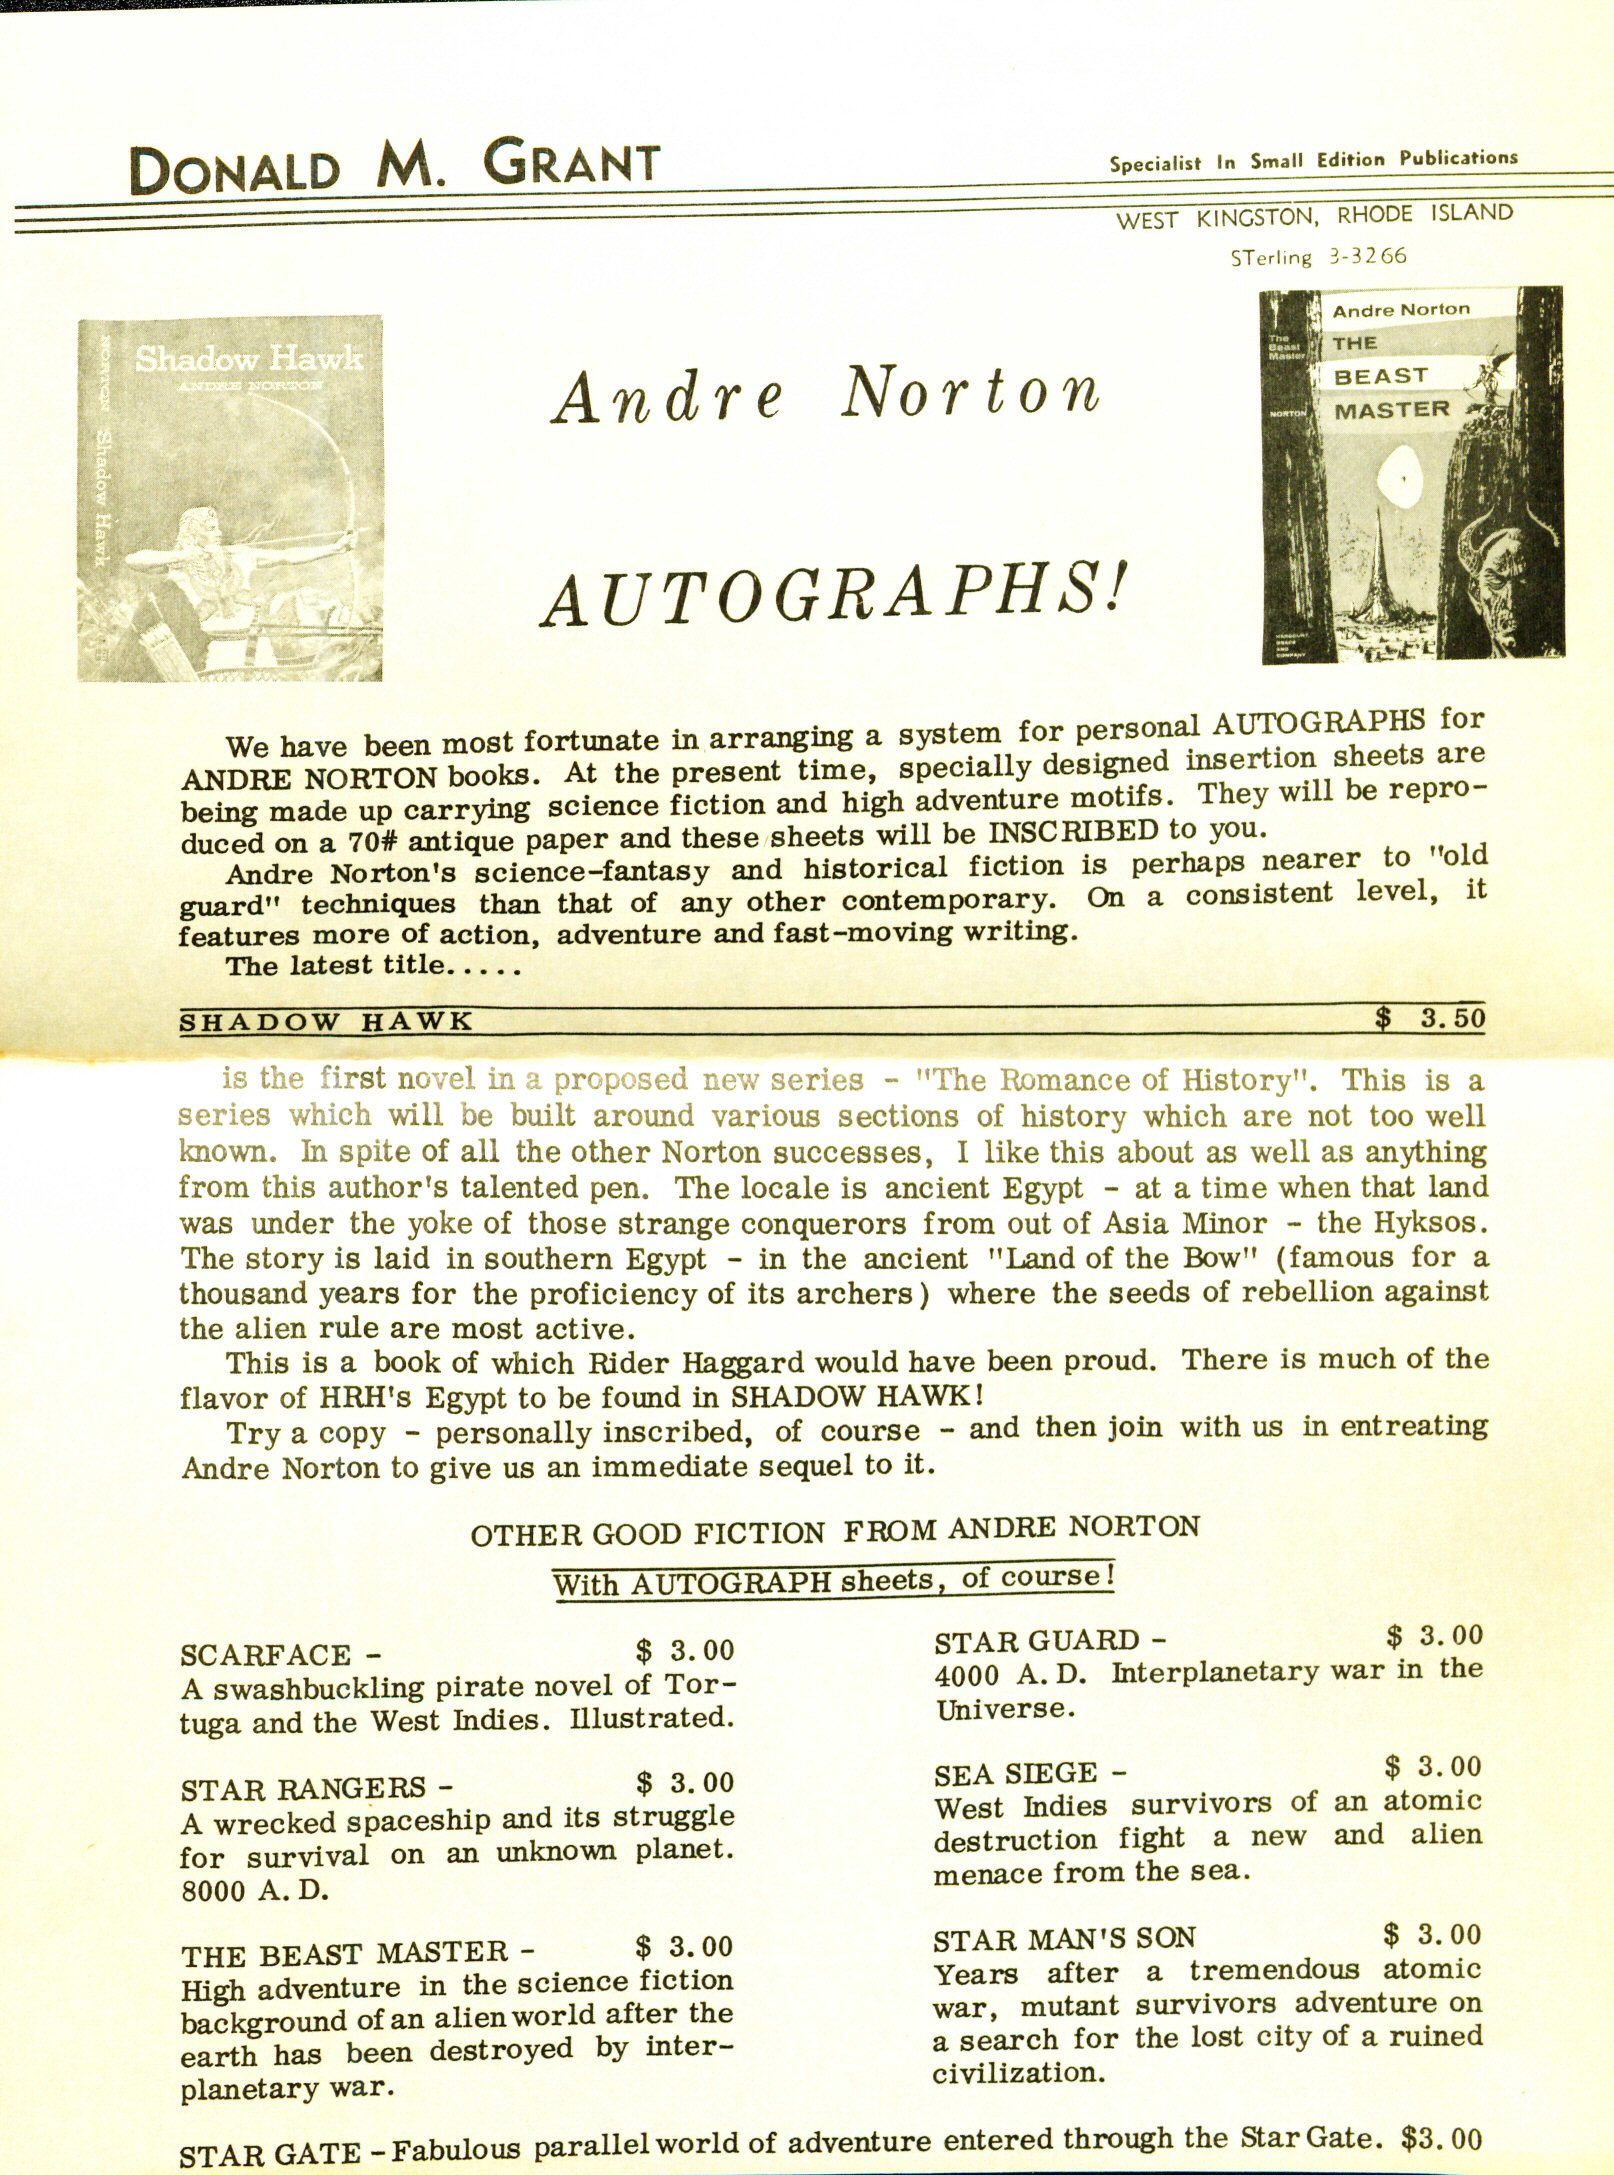 DONALD M. GRANT
Specialist In Small Edition Publications
WEST KINGSTON, RHODE ISLAND
STerling 3-3266
NORTON Shadow Hawk
Shadow Hawk
ANDRE NORTON
Andre Norton
AUTOGRAPHS!
The
Beast
Master
NORTON
HARCOURT
BRACE
AND
COMPANY
Andre Norton
THE
BEAST
MASTER
We have been most fortunate in arranging a system for personal AUTOGRAPHS for
ANDRE NORTON books. At the present time, specially designed insertion sheets are
being made up carrying science fiction and high adventure motifs. They will be repro-
duced on a 70# antique paper and these sheets will be INSCRIBED to you.
Andre Norton's science-fantasy and historical fiction is perhaps nearer to "old
guard" techniques than that of any other contemporary. On a consistent level, it
features more of action, adventure and fast-moving writing.
The latest title.....
SHADOW HAWK $ 3.50
is the first novel in a proposed new series - "The Romance of History". This is a
series which will be built around various sections of history which are not too well
known. In spite of all the other Norton successes, I like this about as well as anything
from this author's talented pen. The locale is ancient Egypt - at a time when that land
was under the yoke of those strange conquerors from out of Asia Minor - the Hyksos.
The story is laid in southern Egypt - in the ancient "Land of the Bow" (famous for a
thousand years for the proficiency of its archers) where the seeds of rebellion against
the alien rule are most active.
This is a book of which Rider Haggard would have been proud. There is much of the
flavor of HRH's Egypt to be found in SHADOW HAWK!
Try a copy - personally inscribed, of course - and then join with us in entreating
Andre Norton to give us an immediate sequel to it.
OTHER GOOD FICTION FROM ANDRE NORTON
With AUTOGRAPH sheets, of course!
SCARFACE - $ 3.00
A swashbuckling pirate novel of Tor-
tuga and the West Indies. Illustrated.
STAR RANGERS - $ 3.00
A wrecked spaceship and its struggle
for survival on an unknown planet.
8000 A.D.
THE BEAST MASTER - $ 3.00
High adventure in the science fiction
background of an alien world after the
earth has been destroyed by inter-
planetary war.
STAR GUARD - $ 3.00
4000 A.D. Interplanetary war in the
Universe.
SEA SIEGE - $ 3.00
West Indies survivors of an atomic
destruction fight a new and alien
menace from the sea.
STAR MAN'S SON $ 3.00
Years after a tremendous atomic
war, mutant survivors adventure on
a search for the lost city of a ruined
civilization.
STAR GATE - Fabulous parallel world of adventure entered through the Star Gate. $3.00